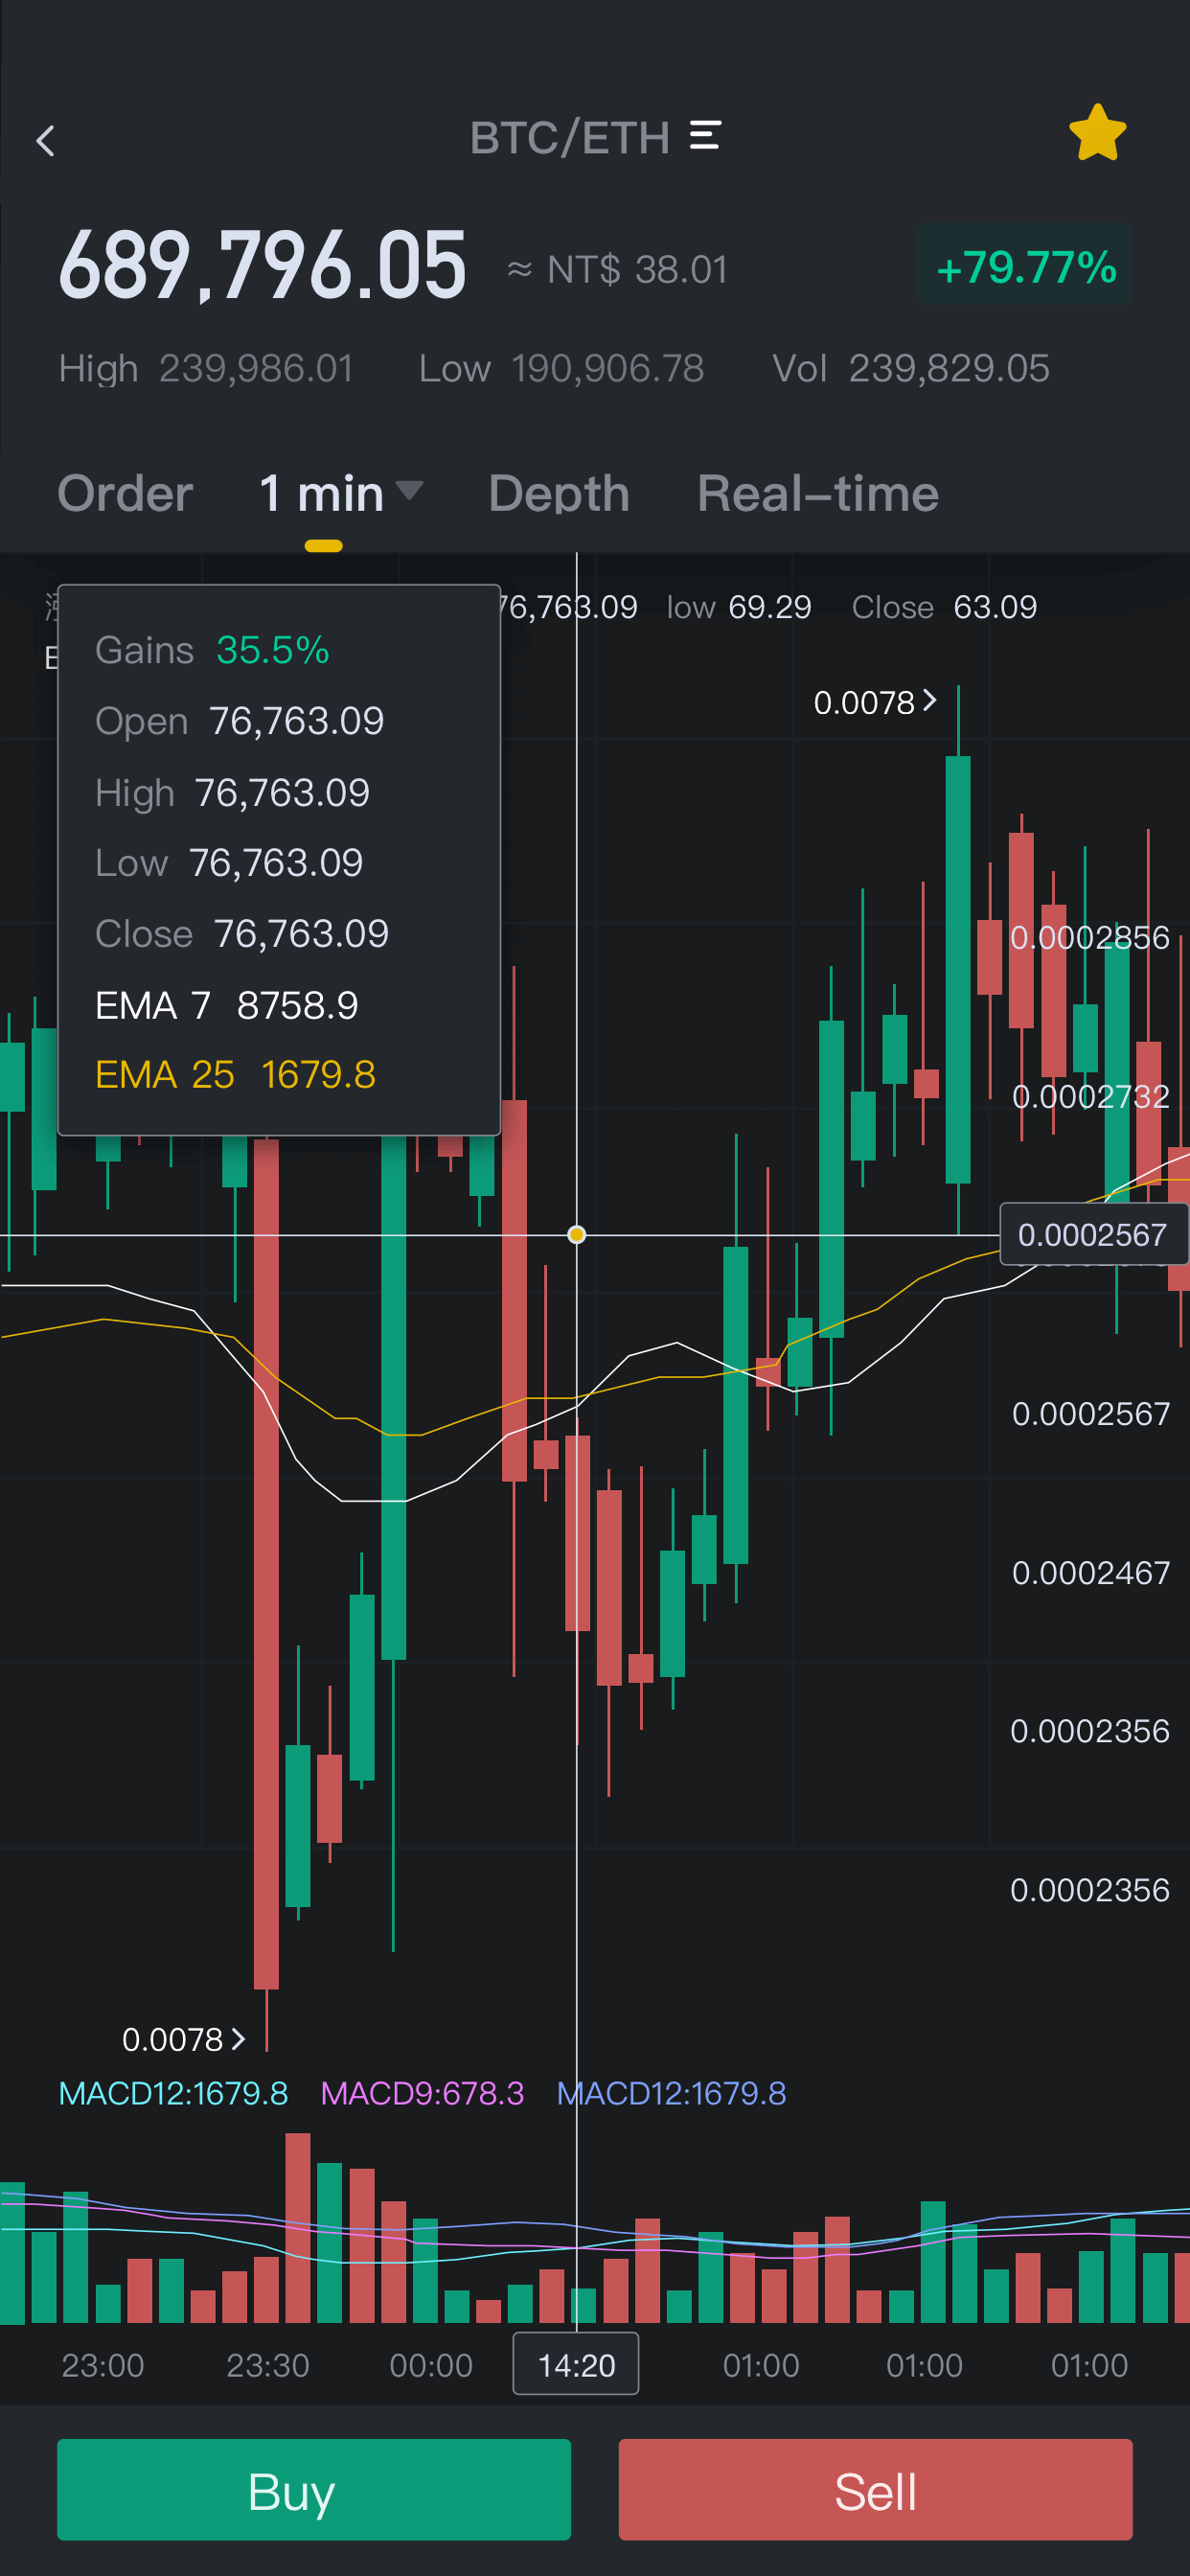 BTC/ETH
689,796.05 ≈ NT$ 38.01 +79.77%
High 239,986.01 Low 190,906.78 Vol 239,829.05
Order 1 min Depth Real-time
76,763.09 low 69.29 Close 63.09
Gains 35.5%
Open 76,763.09
High 76,763.09
Low 76,763.09
Close 76,763.09
EMA 7 8758.9
EMA 25 1679.8
0.0078
0.0002856
0.0002732
0.0002567
0.0002567
0.0002467
0.0002356
0.0002356
0.0078
MACD12:1679.8 MACD9:678.3 MACD12:1679.8
23:00 23:30 00:00 14:20 01:00 01:00 01:00
Buy Sell